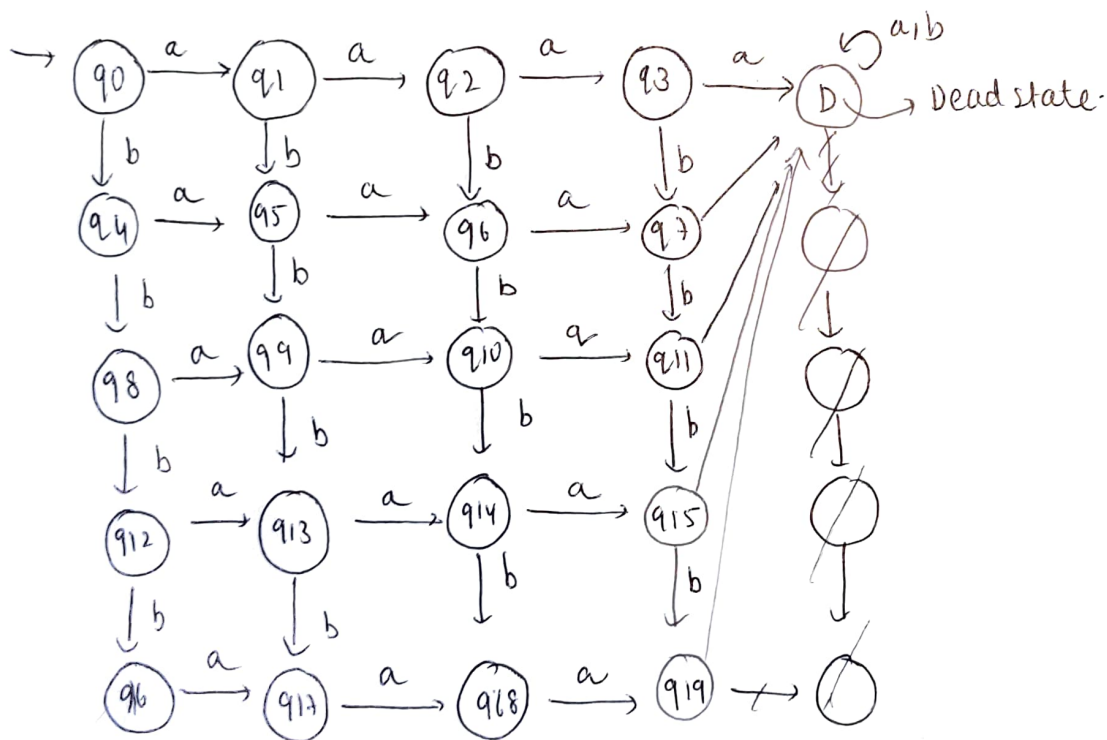 a a a a a,b
q0 q1 q2 q3 D Dead state.
b b b b
a a a
q4 q5 q6 q7
b b b b
a a a
q8 q9 q10 q11
b b b b
a a a
q12 q13 q14 q15
b b b b
a a a
q16 q17 q18 q19